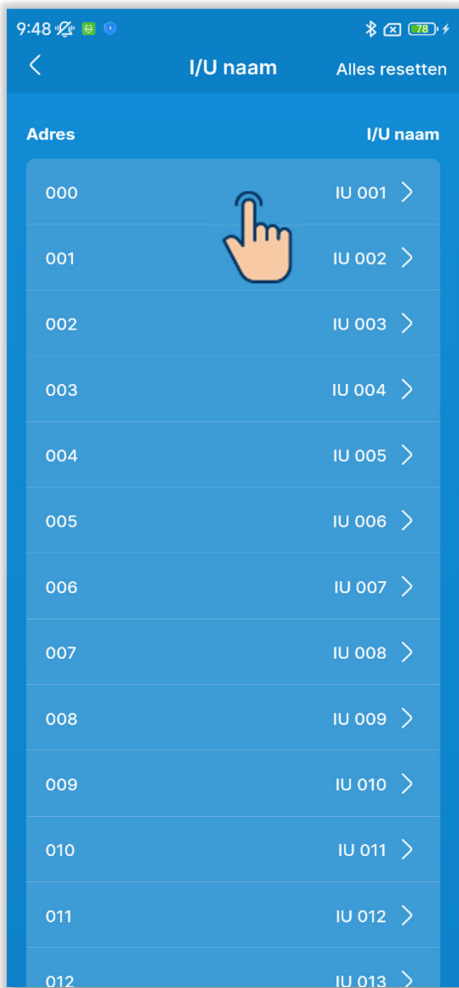 9:48 78
I/U naam Alles resetten
Adres I/U naam
000 IU 001
001 IU 002
002 IU 003
003 IU 004
004 IU 005
005 IU 006
006 IU 007
007 IU 008
008 IU 009
009 IU 010
010 IU 011
011 IU 012
012 IU 013